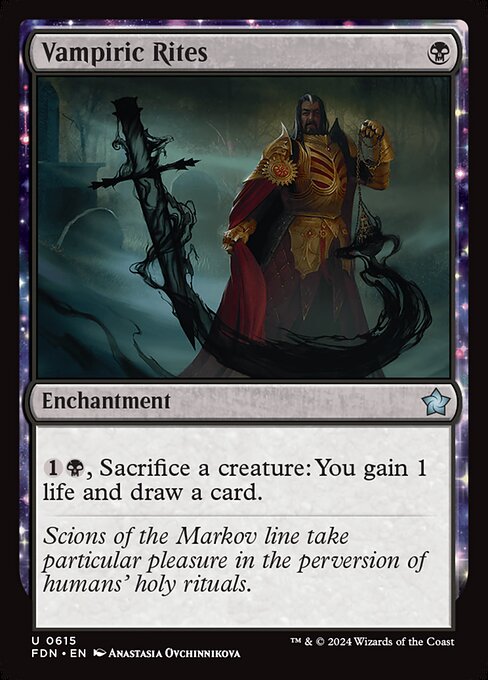 Vampiric Rites
Enchantment
1, Sacrifice a creature: You gain 1
life and draw a card.
Scions of the Markov line take
particular pleasure in the perversion of
humans' holy rituals.
U 0615
™ & © 2024 Wizards of the Coast
FDN • EN Anastasia Ovchinnikova